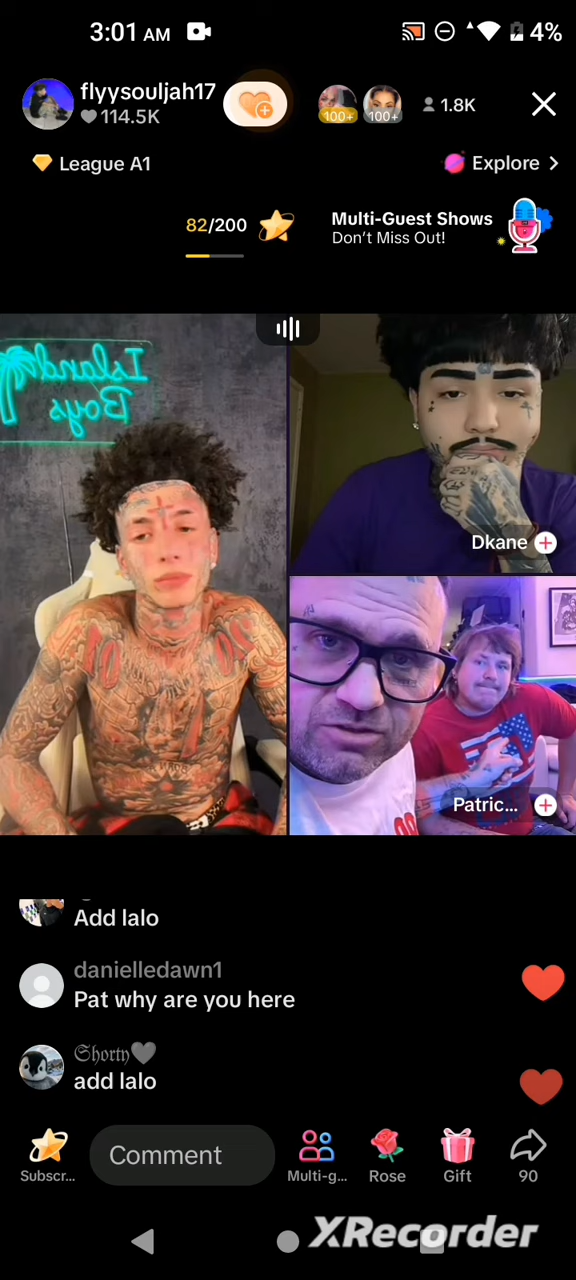 3:01 AM
4%
flyysouljah17
114.5K
100+
100+
1.8K
League A1
Explore >
82/200
Multi-Guest Shows
Don't Miss Out!
Island
Boys
Dkane
Patric...
Add lalo
danielledawn1
Pat why are you here
𝔖𝔥𝔬𝔯𝔱𝔶🖤
add lalo
Subscr...
Comment
Multi-g...
Rose
Gift
90
XRecorder